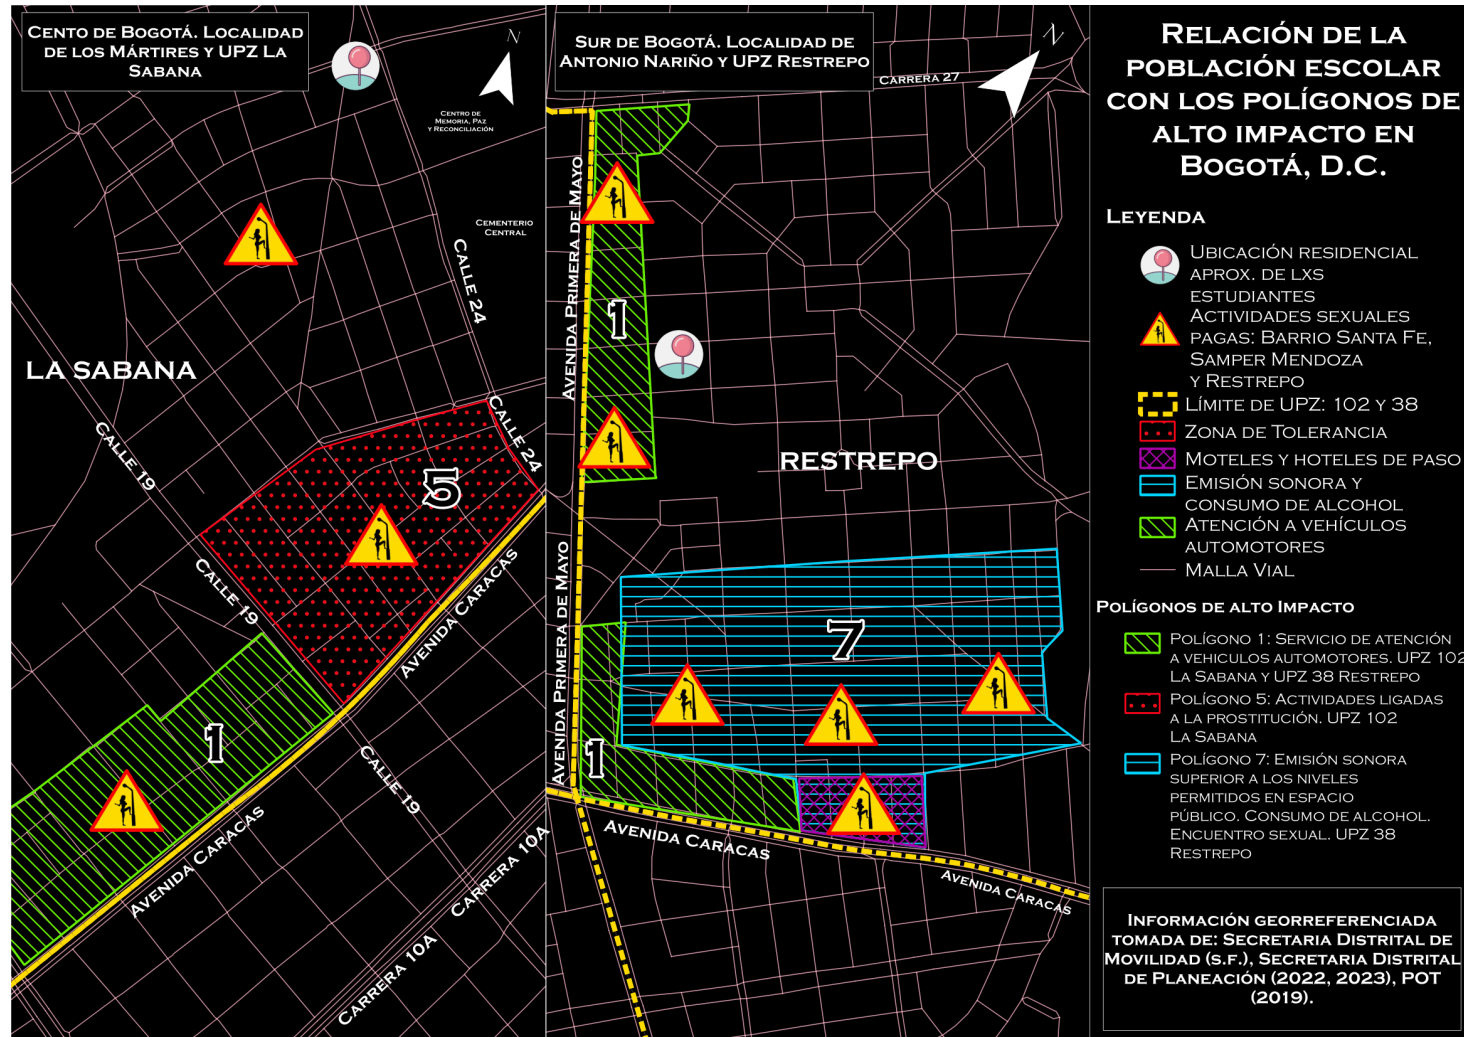 Cento de Bogotá. Localidad
de los Mártires y UPZ La
Sabana
N
Centro de
Memoria, Paz
y Reconciliación
Cementerio
Central
Calle 24
La Sabana
Calle 19
Calle 24
5
Calle 19
Avenida Caracas
1
Calle 19
Avenida Caracas
Carrera 10A
Carrera 10A
Sur de Bogotá. Localidad de
Antonio Nariño y UPZ Restrepo
N
Carrera 27
Avenida Primera de Mayo
1
Restrepo
Avenida Primera de Mayo
7
1
Avenida Caracas
Avenida Caracas
Relación de la
población escolar
con los polígonos de
alto impacto en
Bogotá, D.C.
Leyenda
Ubicación residencial
aprox. de lxs
estudiantes
Actividades sexuales
pagas: Barrio Santa Fe,
Samper Mendoza
y Restrepo
Límite de UPZ: 102 y 38
Zona de Tolerancia
Moteles y hoteles de paso
Emisión sonora y
consumo de alcohol
Atención a vehículos
automotores
Malla Vial
Polígonos de alto Impacto
Polígono 1: Servicio de atención
a vehiculos automotores. UPZ 102
La Sabana y UPZ 38 Restrepo
Polígono 5: Actividades ligadas
a la prostitución. UPZ 102
La Sabana
Polígono 7: Emisión sonora
superior a los niveles
permitidos en espacio
público. Consumo de alcohol.
Encuentro sexual. UPZ 38
Restrepo
Información georreferenciada
tomada de: Secretaria Distrital de
Movilidad (s.f.), Secretaria Distrital
de Planeación (2022, 2023), POT
(2019).